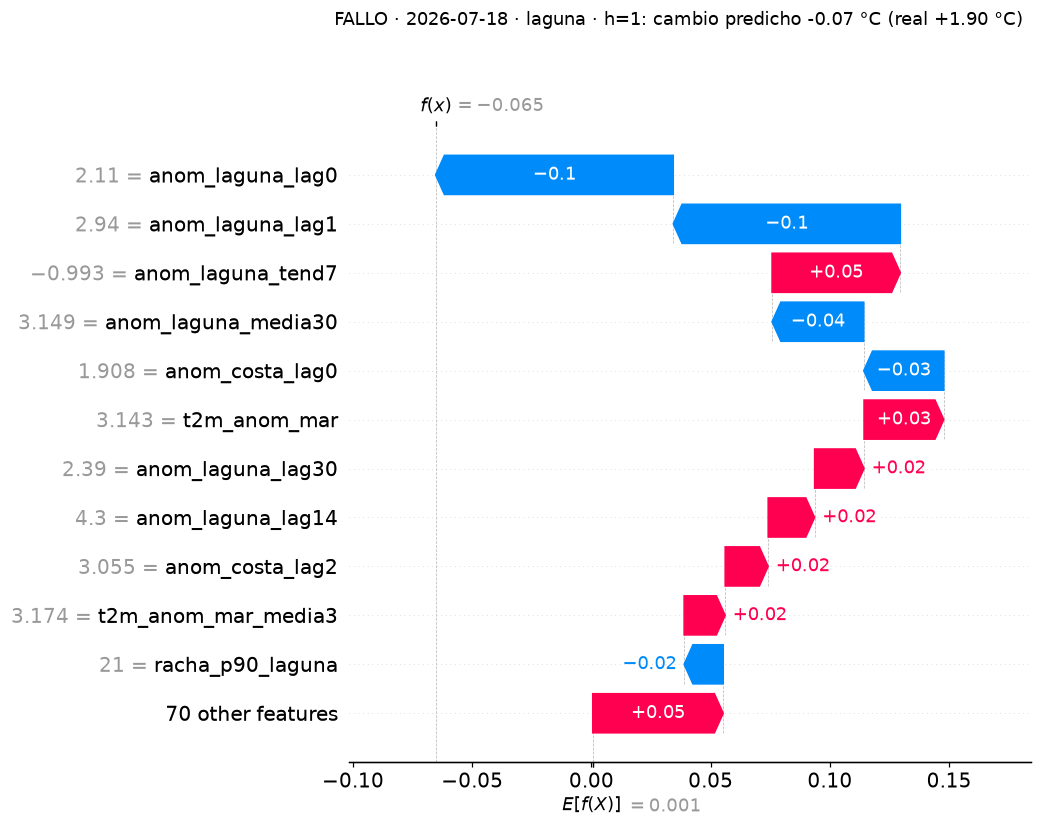 FALLO · 2026-07-18 · laguna · h=1: cambio predicho -0.07 °C (real +1.90 °C)
f(x) = −0.065
2.11 = anom_laguna_lag0 −0.1
2.94 = anom_laguna_lag1 −0.1
−0.993 = anom_laguna_tend7 +0.05
3.149 = anom_laguna_media30 −0.04
1.908 = anom_costa_lag0 −0.03
3.143 = t2m_anom_mar +0.03
2.39 = anom_laguna_lag30 +0.02
4.3 = anom_laguna_lag14 +0.02
3.055 = anom_costa_lag2 +0.02
3.174 = t2m_anom_mar_media3 +0.02
21 = racha_p90_laguna −0.02
70 other features +0.05
−0.10 −0.05 0.00 0.05 0.10 0.15
E[f(X)] = 0.001